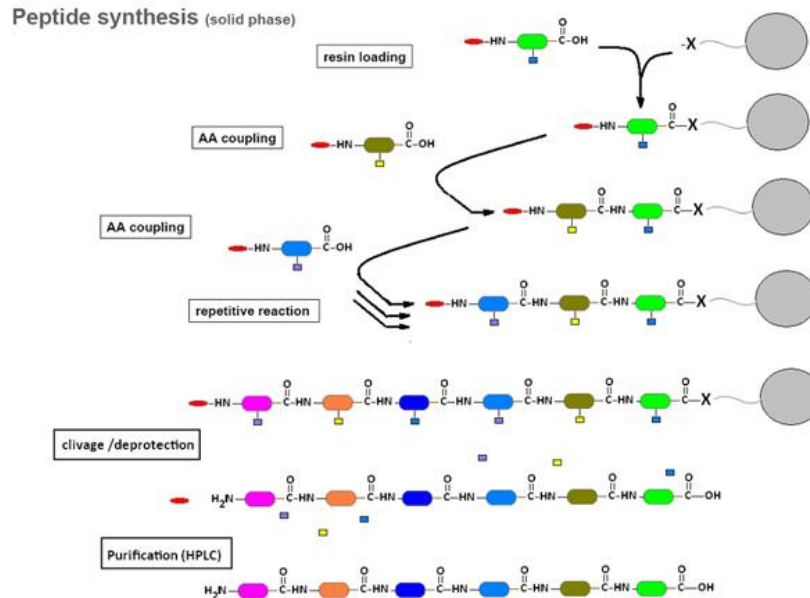 Peptide synthesis (solid phase)
O
resin loading
HN C OH -X
O
HN C X
AA coupling
O
HN C OH
O O
HN C HN C X
AA coupling
O
HN C OH
O O O
HN C HN C HN C X
repetitive reaction
O O O O O O
HN C HN C HN C HN C HN C HN C X
clivage /deprotection
O O O O O O
H2N C HN C HN C HN C HN C HN C OH
Purification (HPLC)
O O O O O O
H2N C HN C HN C HN C HN C HN C OH